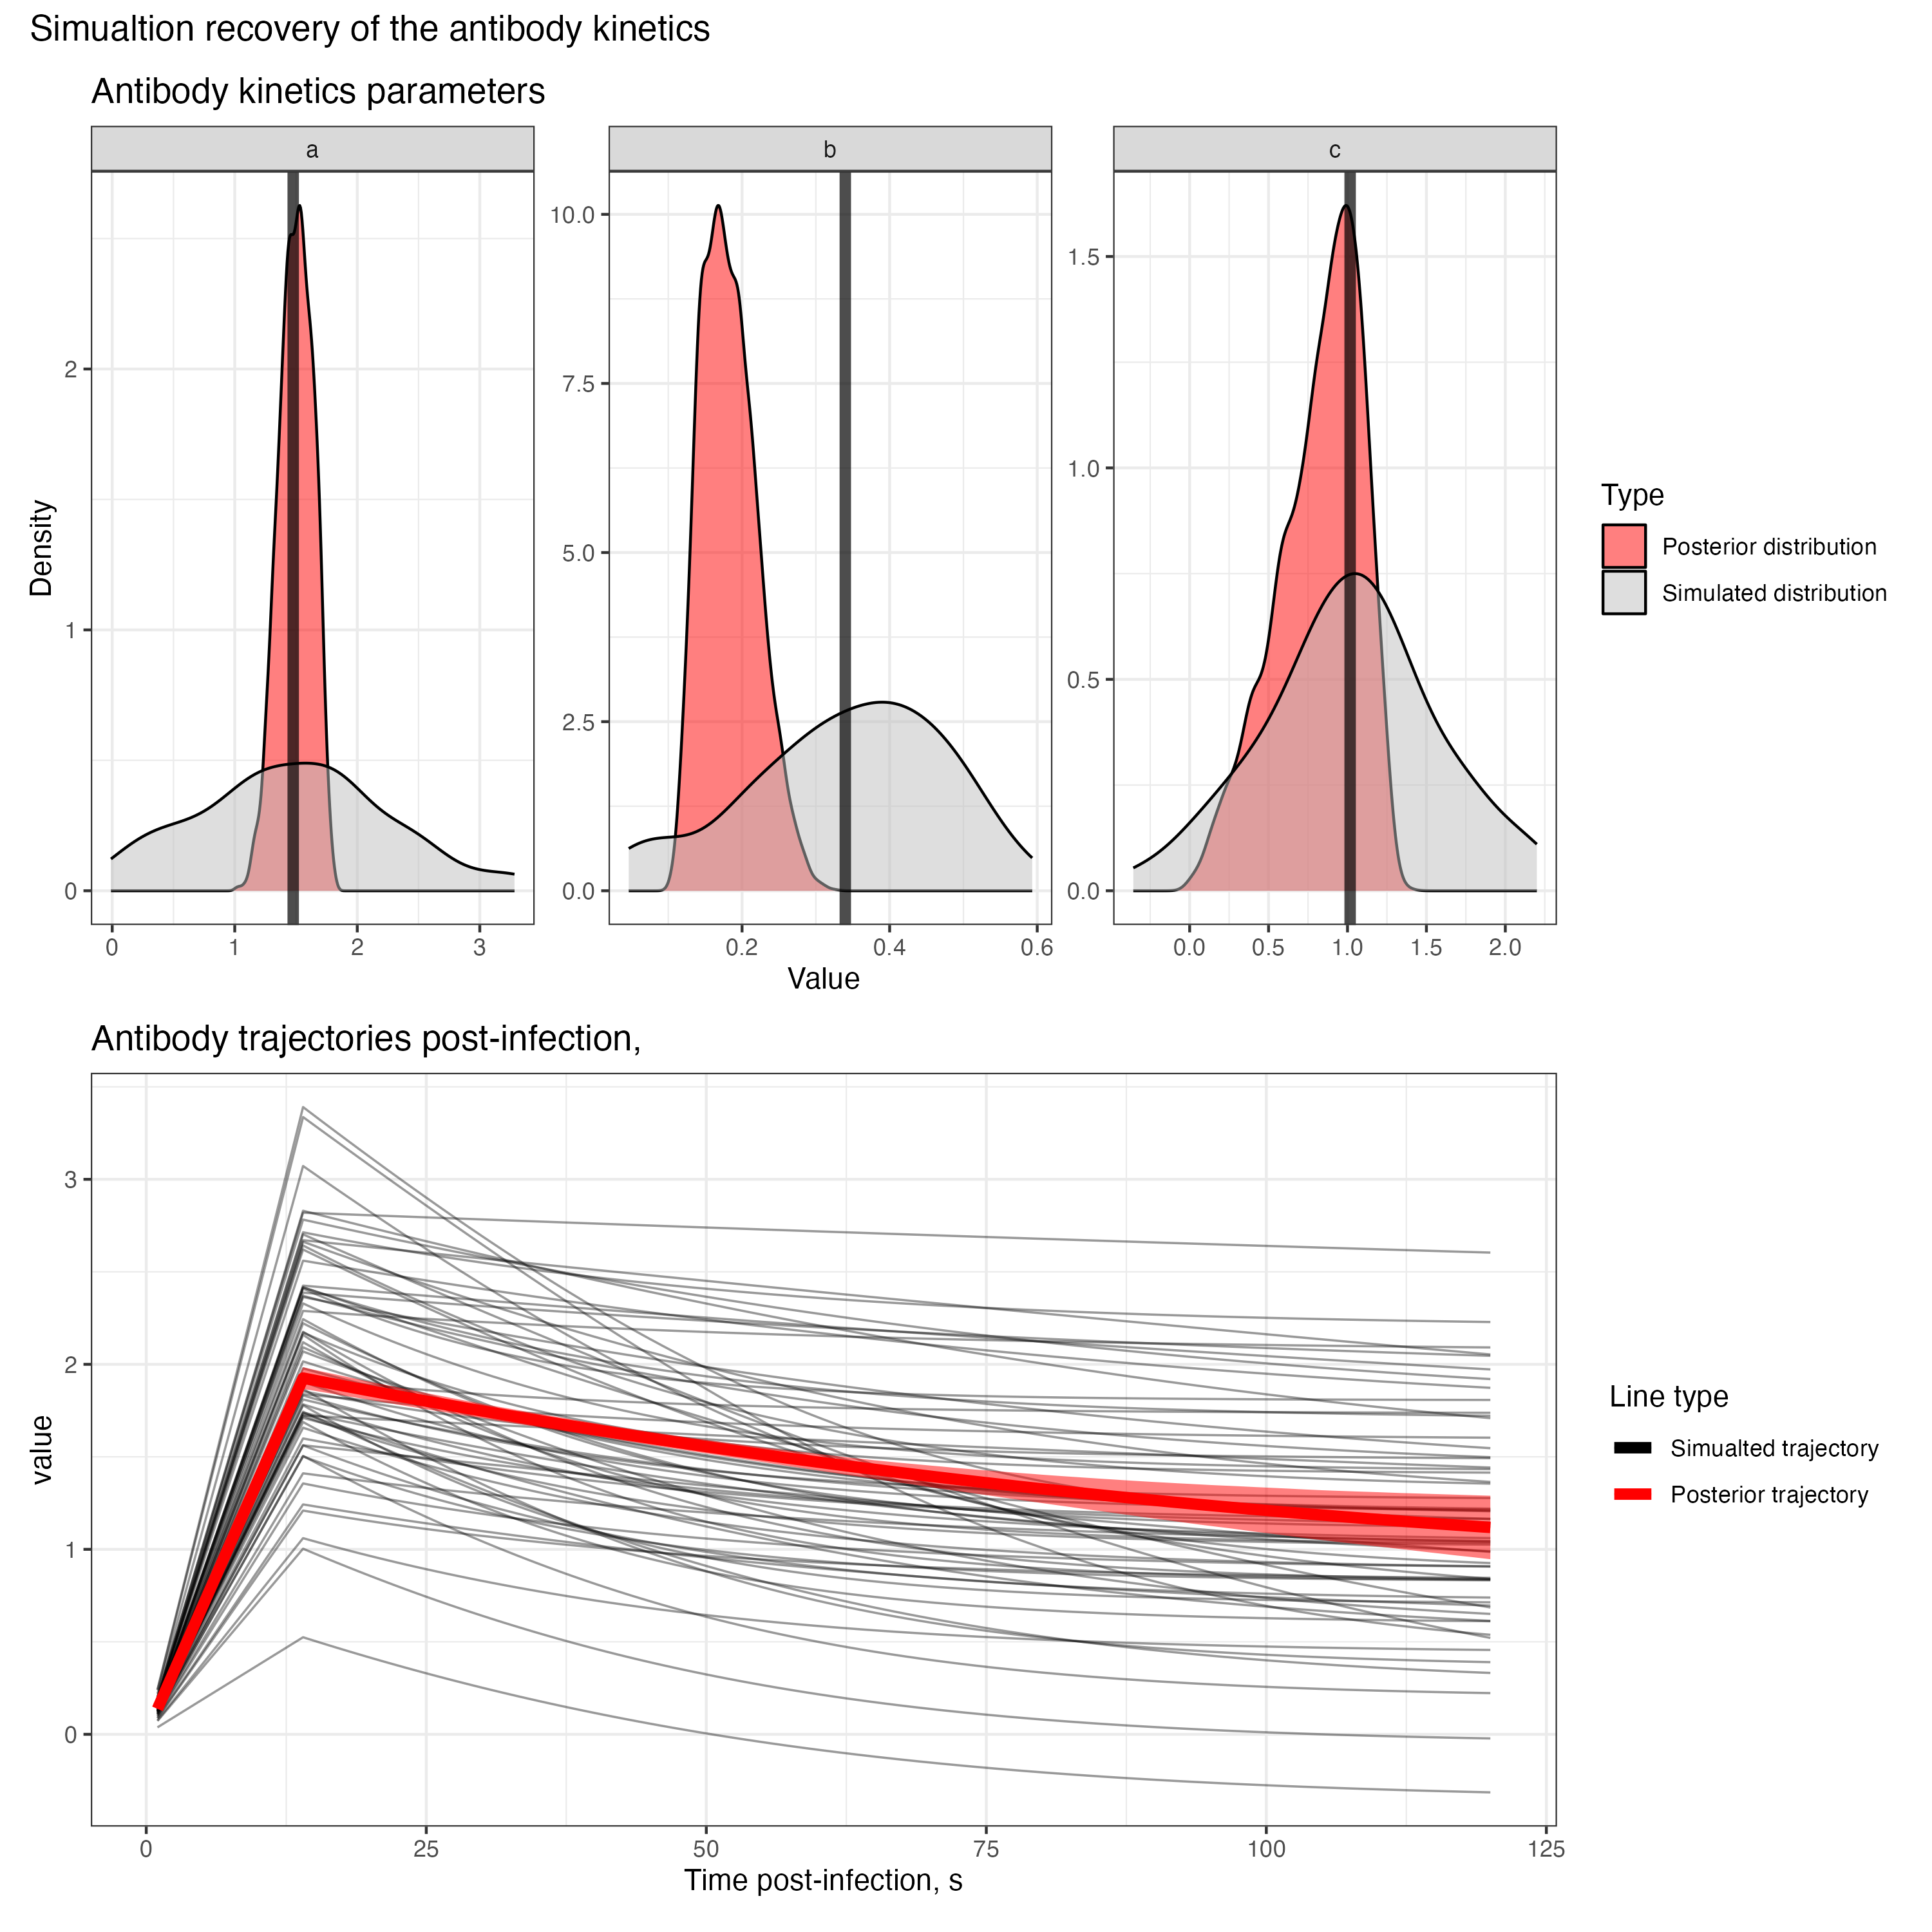 Simualtion recovery of the antibody kinetics
Antibody kinetics parameters
a b c
Density
0 1 2
0 1 2 3
0.0 2.5 5.0 7.5 10.0
0.2 0.4 0.6
0.0 0.5 1.0 1.5
0.0 0.5 1.0 1.5 2.0
Value
Type
Posterior distribution
Simulated distribution
Antibody trajectories post-infection,
value
0 1 2 3
0 25 50 75 100 125
Time post-infection, s
Line type
Simualted trajectory
Posterior trajectory